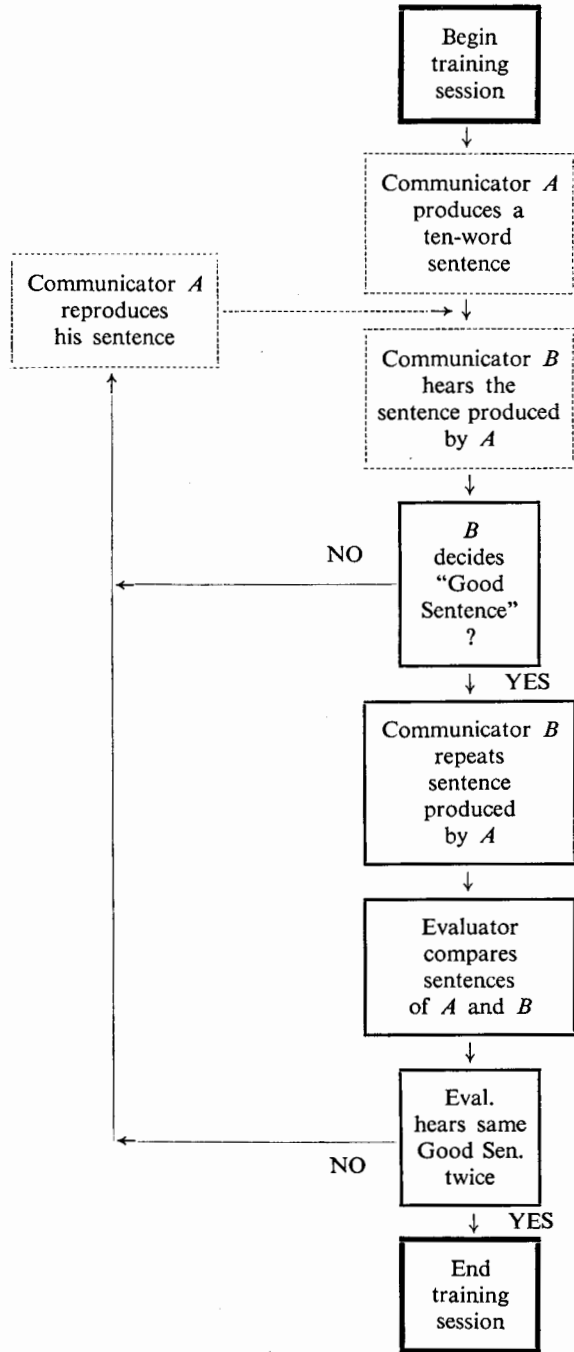 Begin
training
session
Communicator A
produces a
ten-word
sentence
Communicator A
reproduces
his sentence
Communicator B
hears the
sentence produced
by A
B
decides
“Good
Sentence”
?
NO
YES
Communicator B
repeats
sentence
produced
by A
Evaluator
compares
sentences
of A and B
Eval.
hears same
Good Sen.
twice
NO
YES
End
training
session